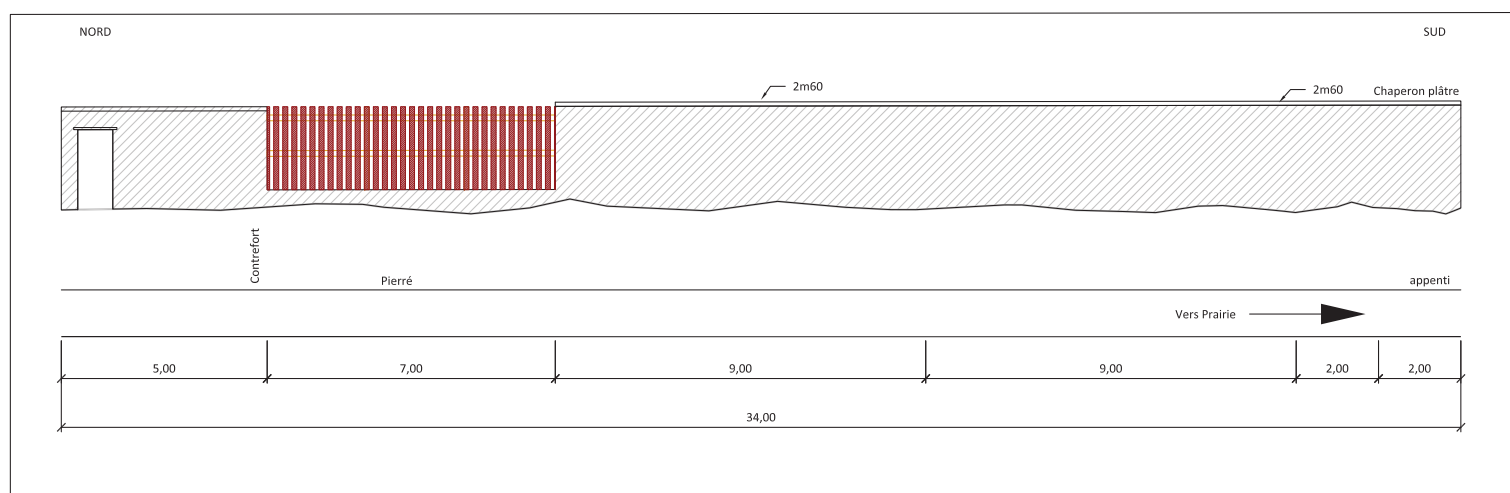 NORD
SUD
2m60
2m60
Chaperon plâtre
Contrefort
Pierré
appenti
Vers Prairie
5,00
7,00
9,00
9,00
2,00
2,00
34,00